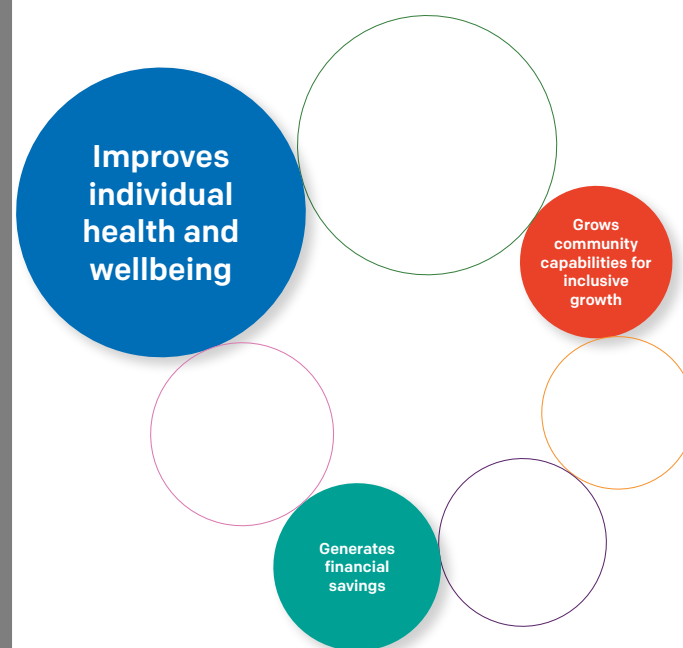 Improves
individual
health and
wellbeing
Grows
community
capabilities for
inclusive
growth
Generates
financial
savings